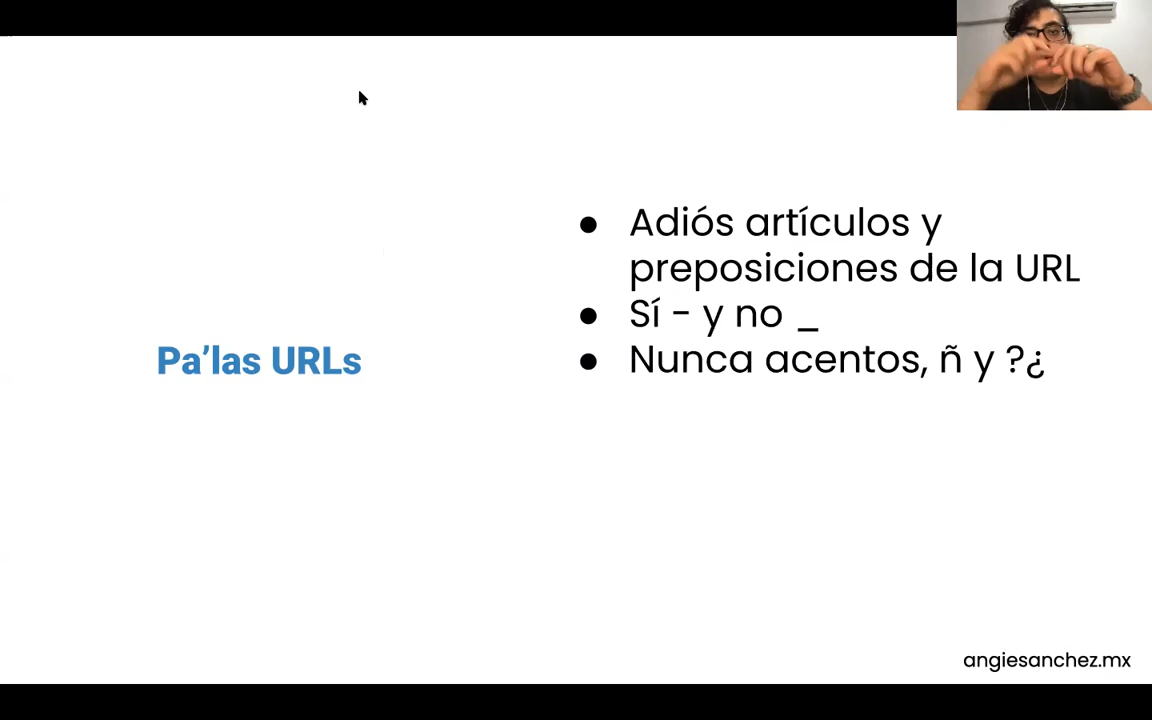 Pa’las URLs
● Adiós artículos y
preposiciones de la URL
● Sí - y no _
● Nunca acentos, ñ y ?¿
angiesanchez.mx